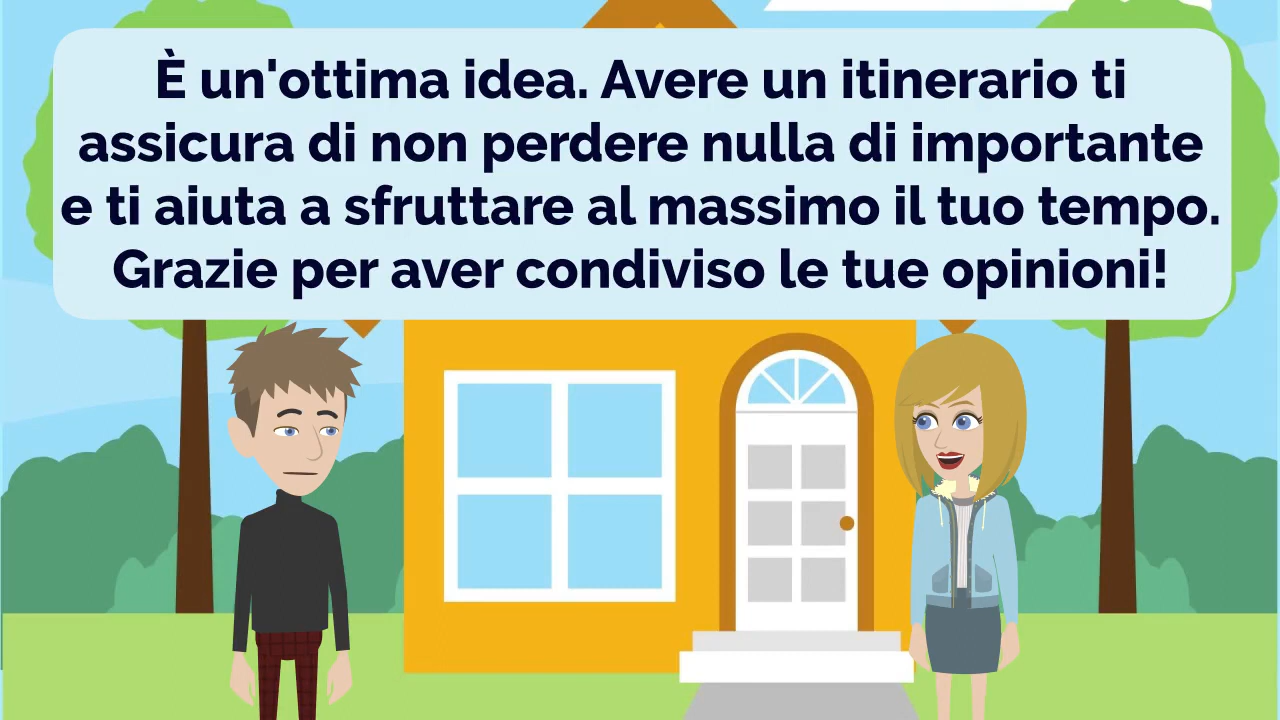 È un'ottima idea. Avere un itinerario ti
assicura di non perdere nulla di importante
e ti aiuta a sfruttare al massimo il tuo tempo.
Grazie per aver condiviso le tue opinioni!